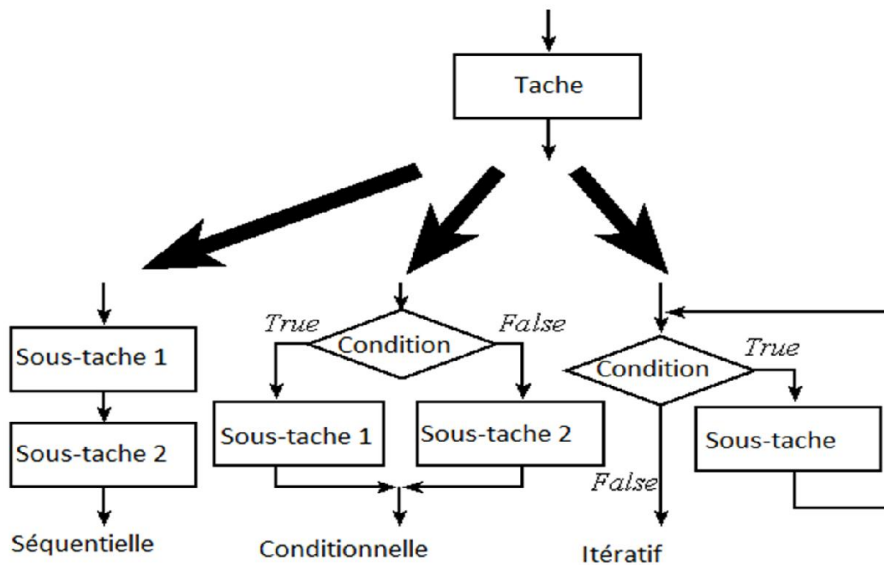 Tache
Sous-tache 1
Sous-tache 2
Séquentielle
True
False
Condition
Sous-tache 1
Sous-tache 2
Conditionnelle
Condition
True
Sous-tache
False
Itératif